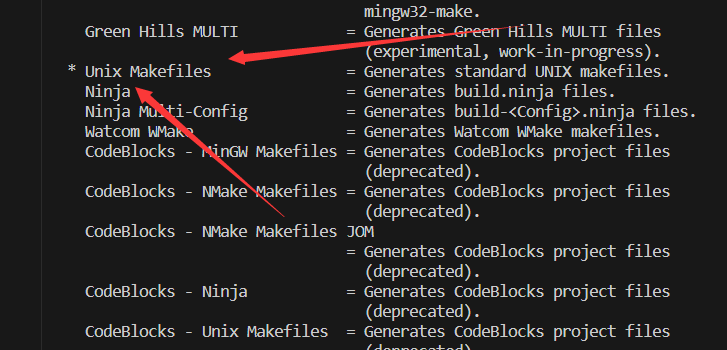 mingw32-make.
Green Hills MULTI = Generates Green Hills MULTI files
(experimental, work-in-progress).
* Unix Makefiles = Generates standard UNIX makefiles.
Ninja = Generates build.ninja files.
Ninja Multi-Config = Generates build-<Config>.ninja files.
Watcom WMake = Generates Watcom WMake makefiles.
CodeBlocks - MinGW Makefiles = Generates CodeBlocks project files
(deprecated).
CodeBlocks - NMake Makefiles = Generates CodeBlocks project files
(deprecated).
CodeBlocks - NMake Makefiles JOM
= Generates CodeBlocks project files
(deprecated).
CodeBlocks - Ninja = Generates CodeBlocks project files
(deprecated).
CodeBlocks - Unix Makefiles = Generates CodeBlocks project files
(deprecated).